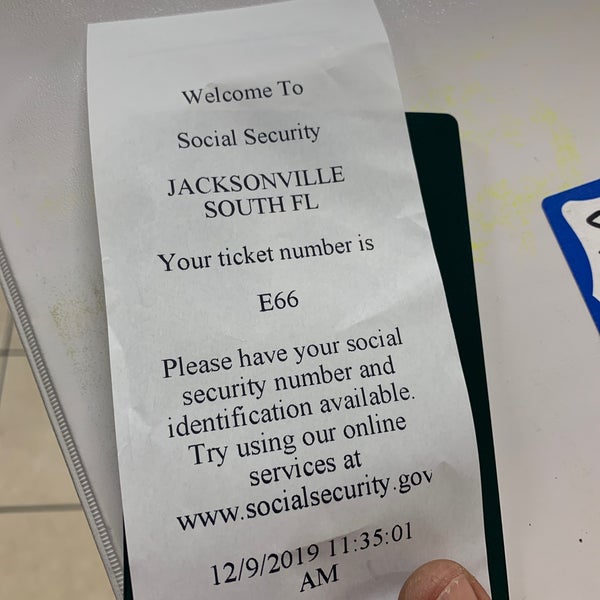 Welcome To
Social Security
JACKSONVILLE
SOUTH FL
Your ticket number is
E66
Please have your social
security number and
identification available.
Try using our online
services at
www.socialsecurity.gov
12/9/2019 11:35:01
AM